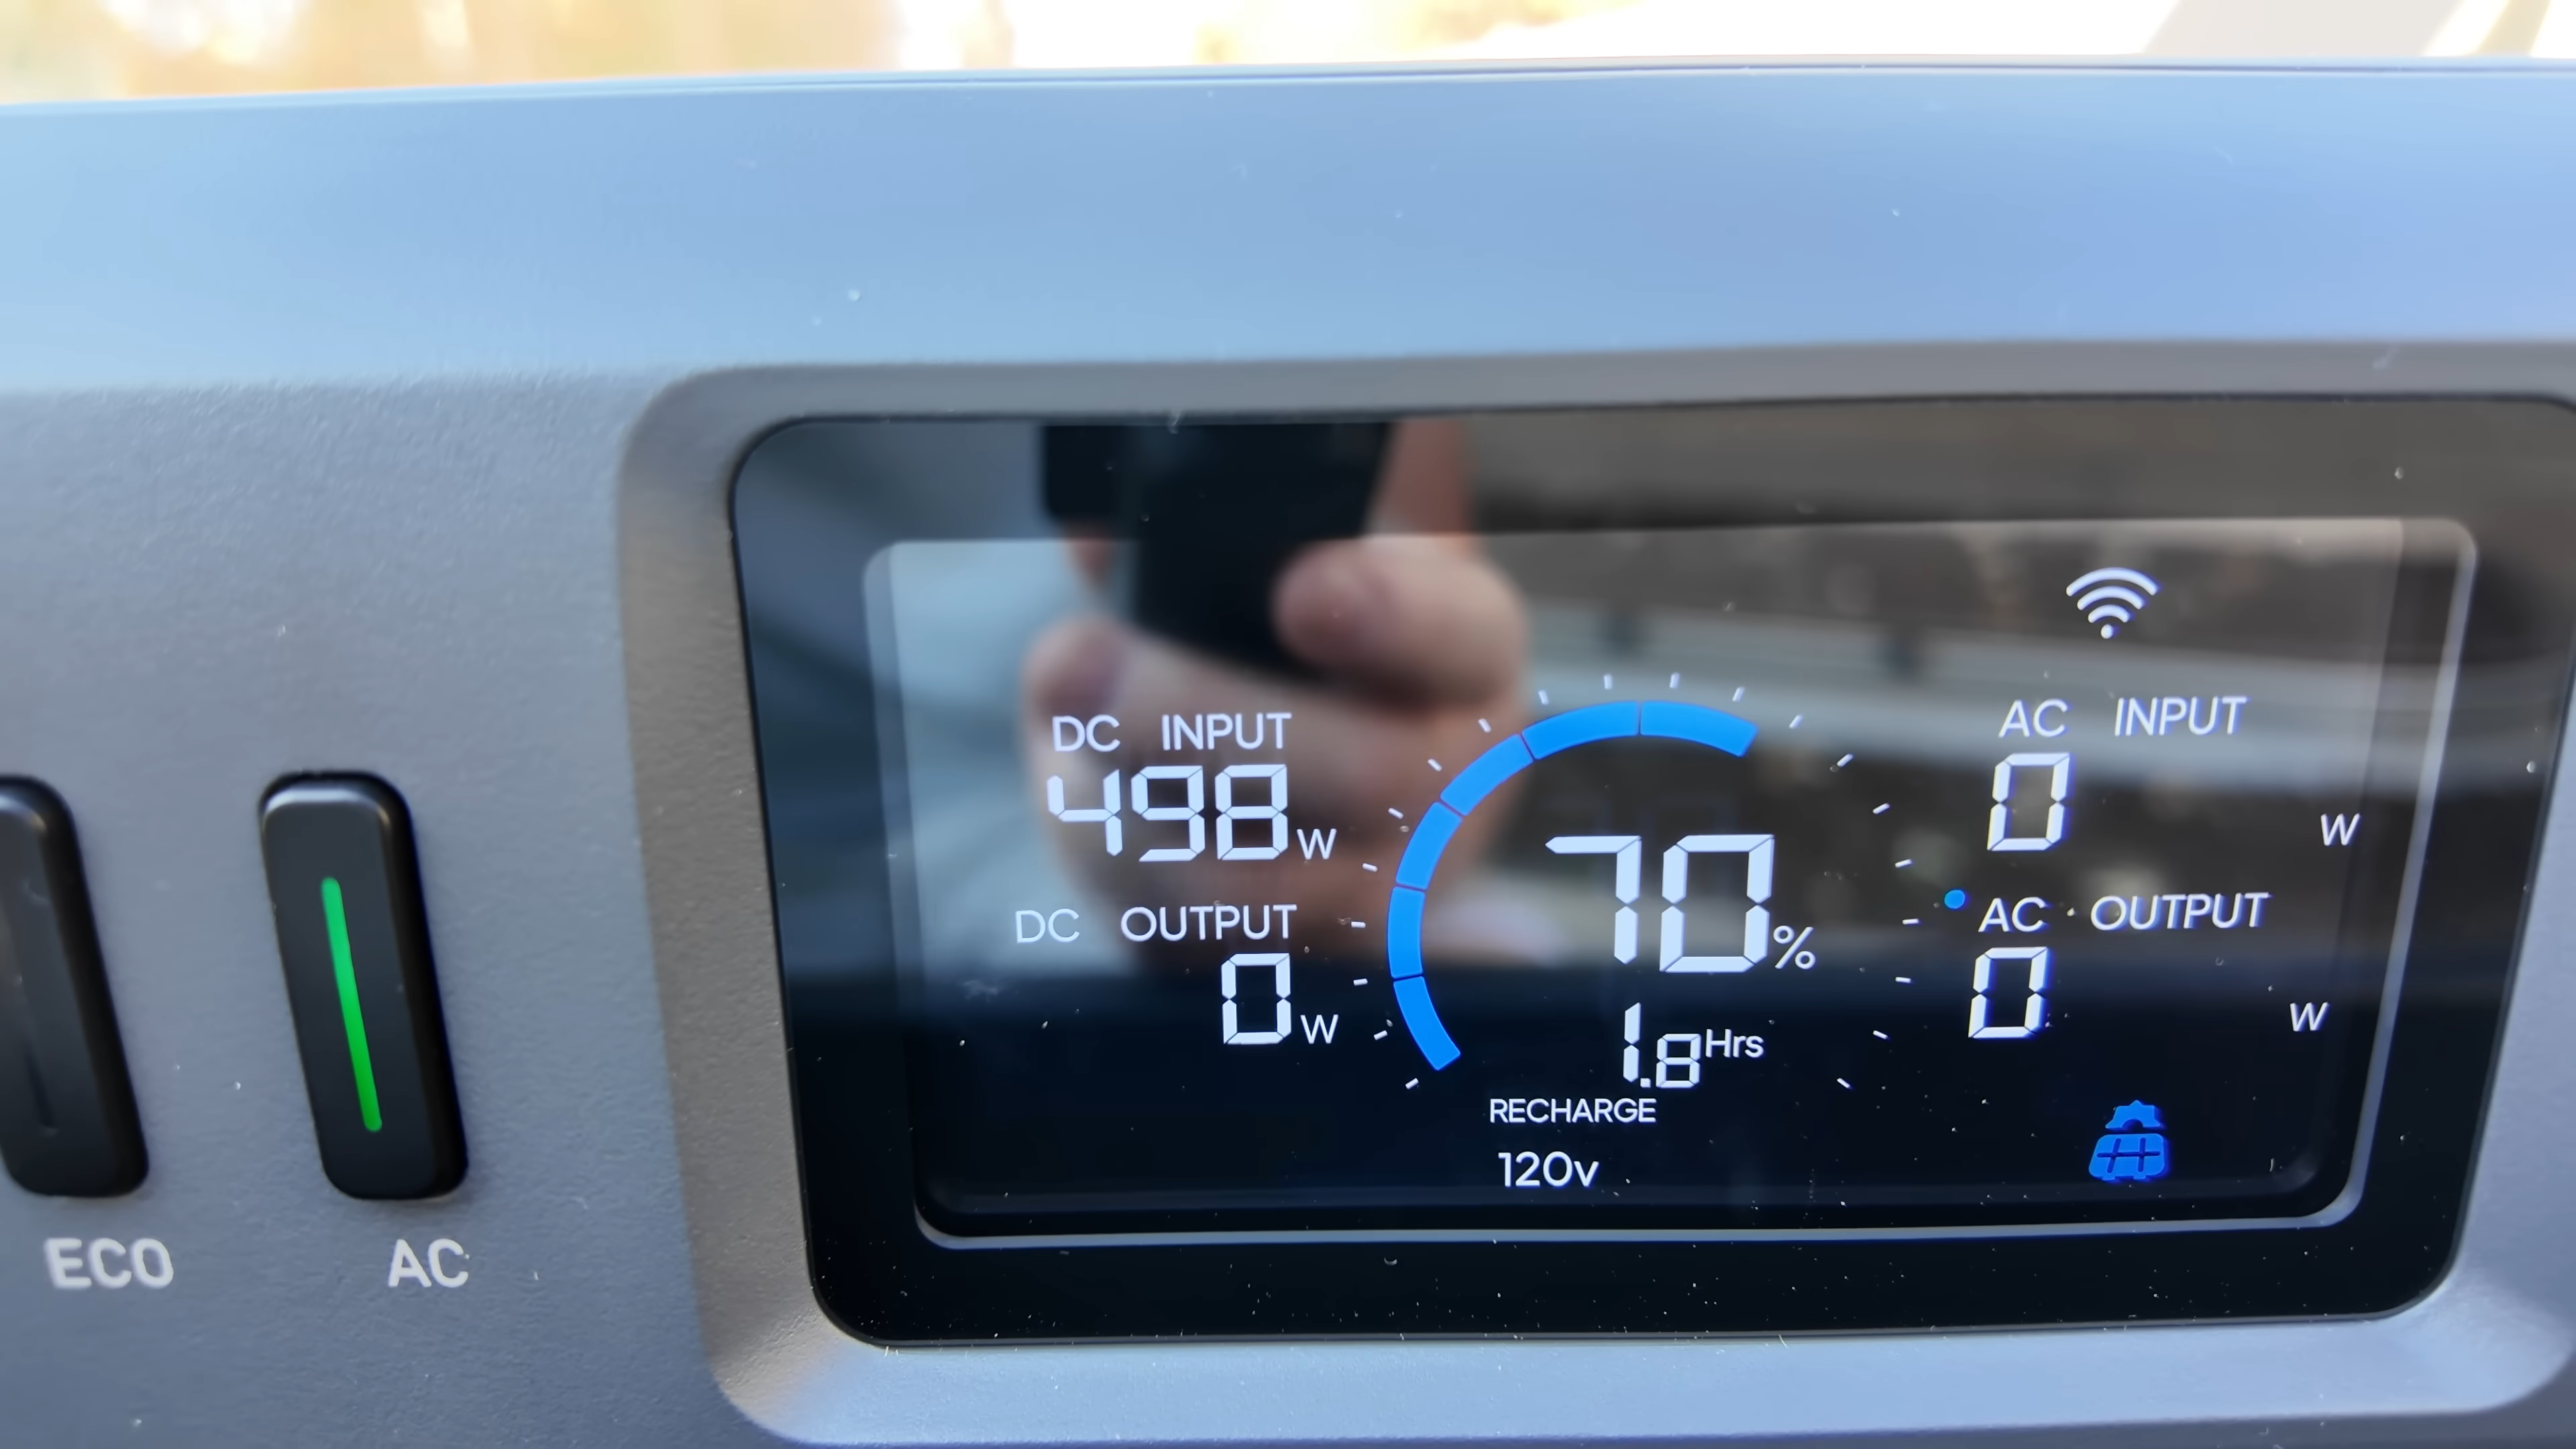 DC INPUT
498W
DC OUTPUT
0W
70%
1.8Hrs
RECHARGE
120v
AC INPUT
0 W
AC OUTPUT
0 W
ECO
AC